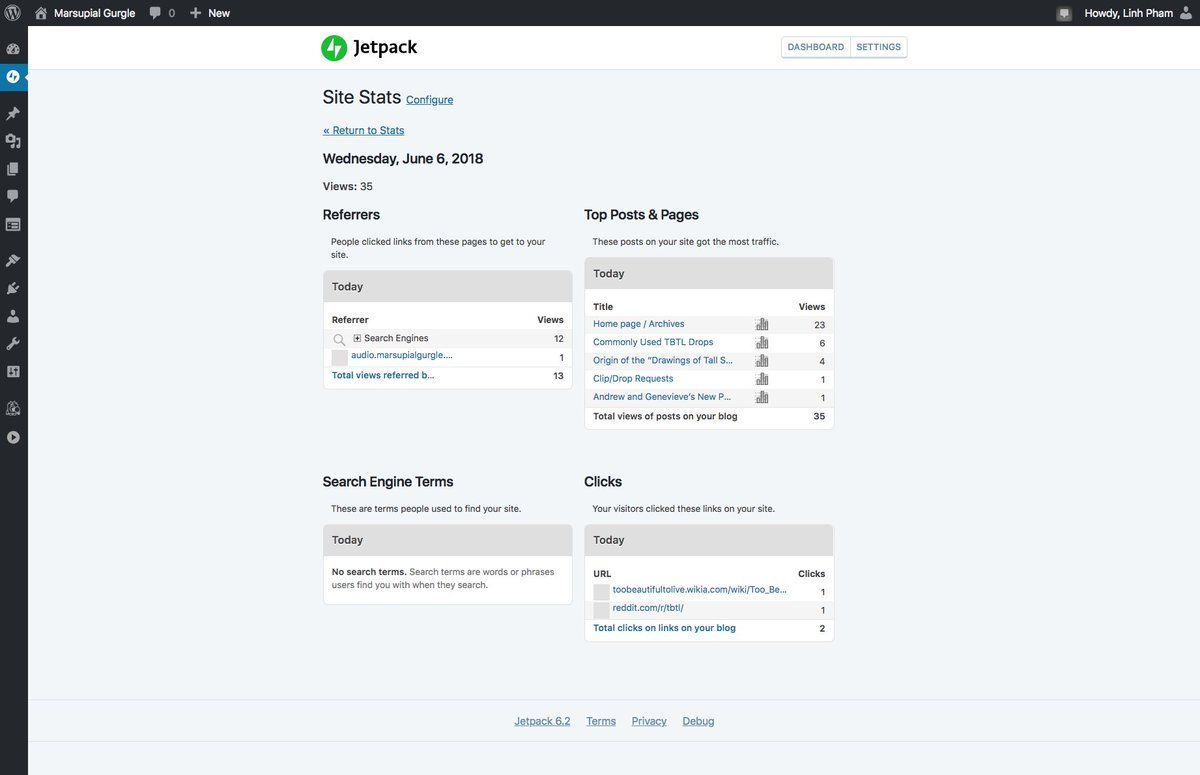 Marsupial Gurgle 0 New Howdy, Linh Pham
Jetpack DASHBOARD SETTINGS
Site Stats Configure
« Return to Stats
Wednesday, June 6, 2018
Views: 35
Referrers
People clicked links from these pages to get to your
site.
Today
Referrer Views
Search Engines 12
audio.marsupialgurgle.... 1
Total views referred b... 13
Top Posts & Pages
These posts on your site got the most traffic.
Today
Title Views
Home page / Archives 23
Commonly Used TBTL Drops 6
Origin of the “Drawings of Tall S... 4
Clip/Drop Requests 1
Andrew and Genevieve’s New P... 1
Total views of posts on your blog 35
Search Engine Terms
These are terms people used to find your site.
Today
No search terms. Search terms are words or phrases
users find you with when they search.
Clicks
Your visitors clicked these links on your site.
Today
URL Clicks
toobeautifultolive.wikia.com/wiki/Too_Be... 1
reddit.com/r/tbtl/ 1
Total clicks on links on your blog 2
Jetpack 6.2 Terms Privacy Debug